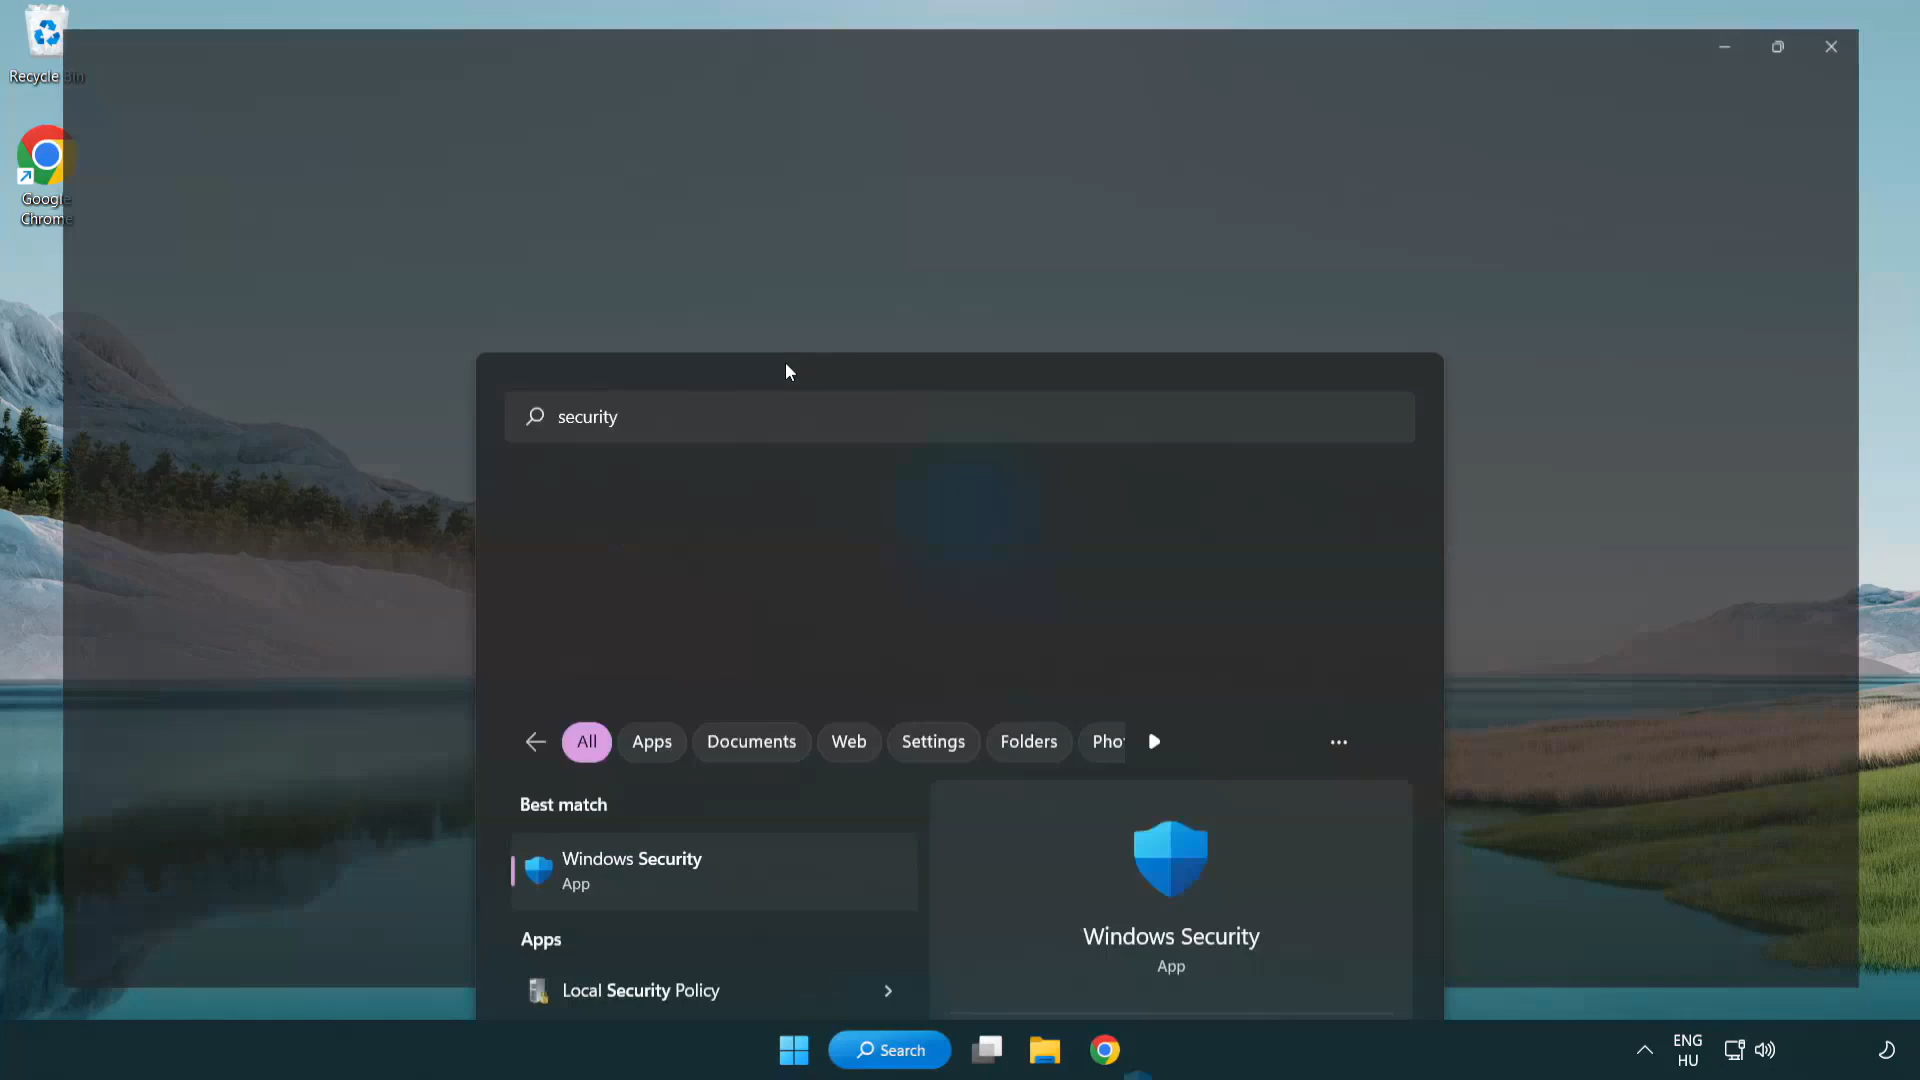 Recycle Bin
Google
Chrome
security
All
Apps
Documents
Web
Settings
Folders
Pho
Best match
Windows Security
App
Apps
Local Security Policy
Windows Security
App
Search
ENG
HU